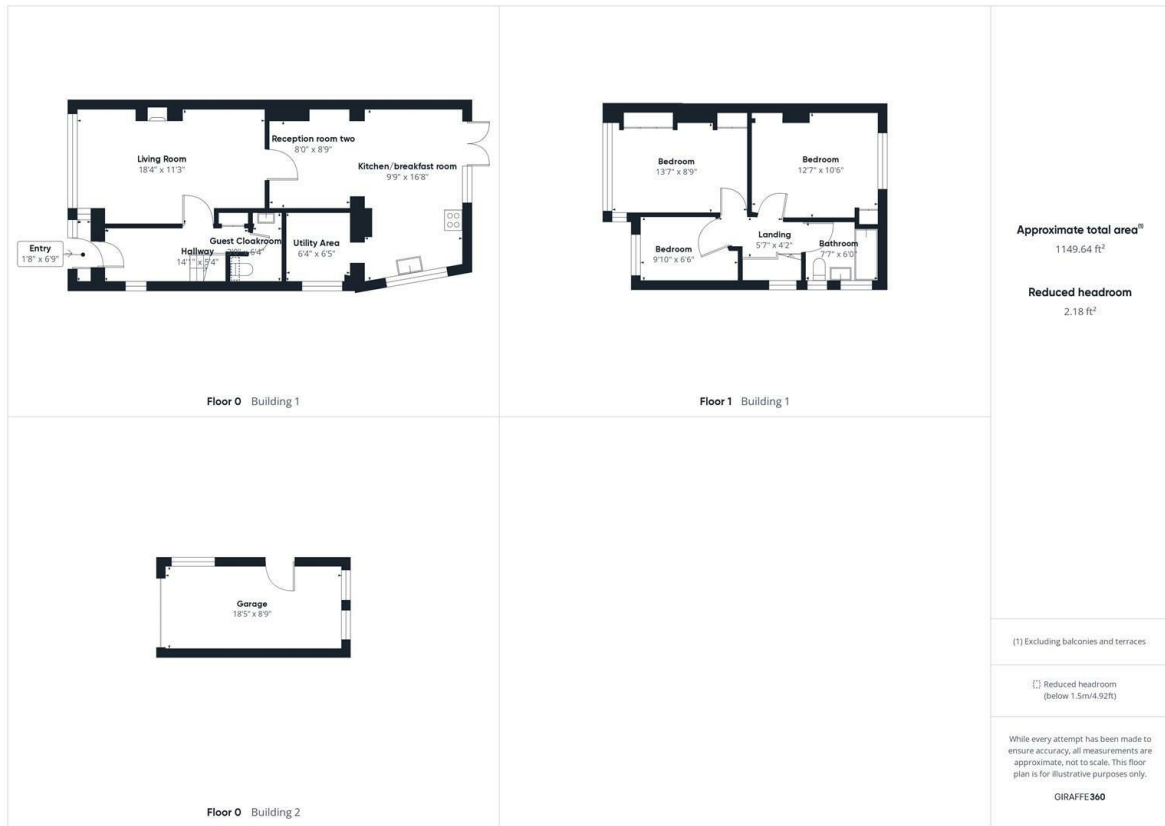 Living Room
18'4" x 11'3"
Reception room two
8'0" x 8'9"
Kitchen/breakfast room
9'9" x 16'8"
Entry
1'8" x 6'9"
Hallway
Guest Cloakroom
Utility Area
6'4" x 6'5"
Floor 0 Building 1
Bedroom
13'7" x 8'9"
Bedroom
12'7" x 10'6"
Bedroom
9'10" x 6'6"
Landing
5'7" x 4'2"
Bathroom
7'7" x 6'0"
Floor 1 Building 1
Garage
18'5" x 8'9"
Floor 0 Building 2
Approximate total area(1)
1149.64 ft²
Reduced headroom
2.18 ft²
(1) Excluding balconies and terraces
Reduced headroom
(below 1.5m/4.92ft)
While every attempt has been made to
ensure accuracy, all measurements are
approximate, not to scale. This floor
plan is for illustrative purposes only.
GIRAFFE360